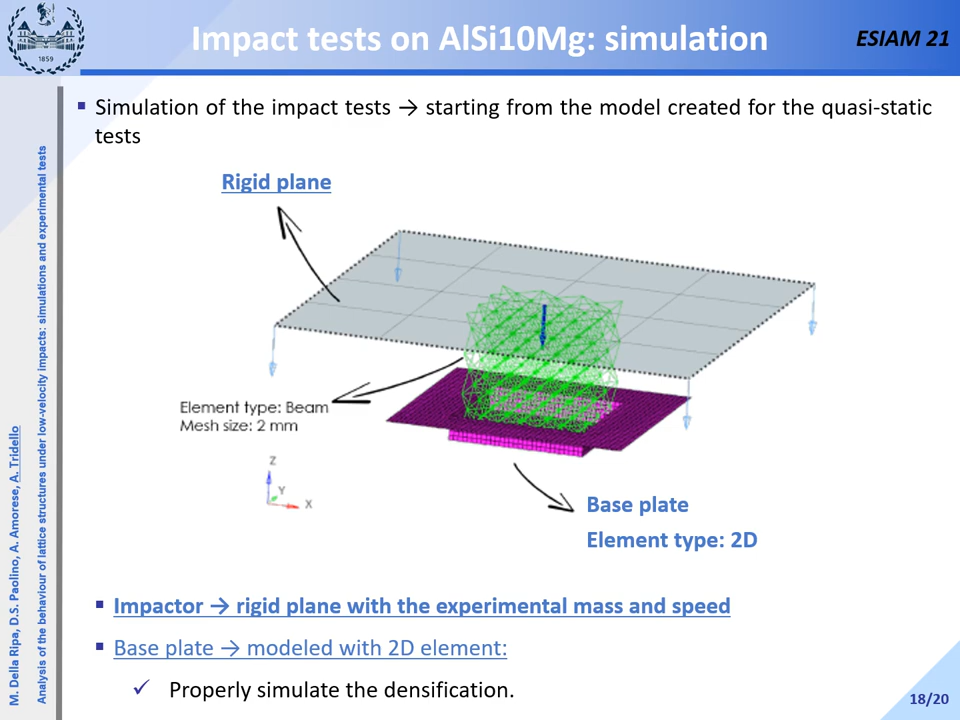 Impact tests on AlSi10Mg: simulation
ESIAM 21
1859
▪ Simulation of the impact tests → starting from the model created for the quasi-static
tests
Rigid plane
Element type: Beam
Mesh size: 2 mm
Z
Y
X
Base plate
Element type: 2D
▪ Impactor → rigid plane with the experimental mass and speed
▪ Base plate → modeled with 2D element:
✓ Properly simulate the densification.
M. Della Ripa, D.S. Paolino, A. Amorese, A. Tridello
Analysis of the behaviour of lattice structures under low-velocity impacts: simulations and experimental tests
18/20